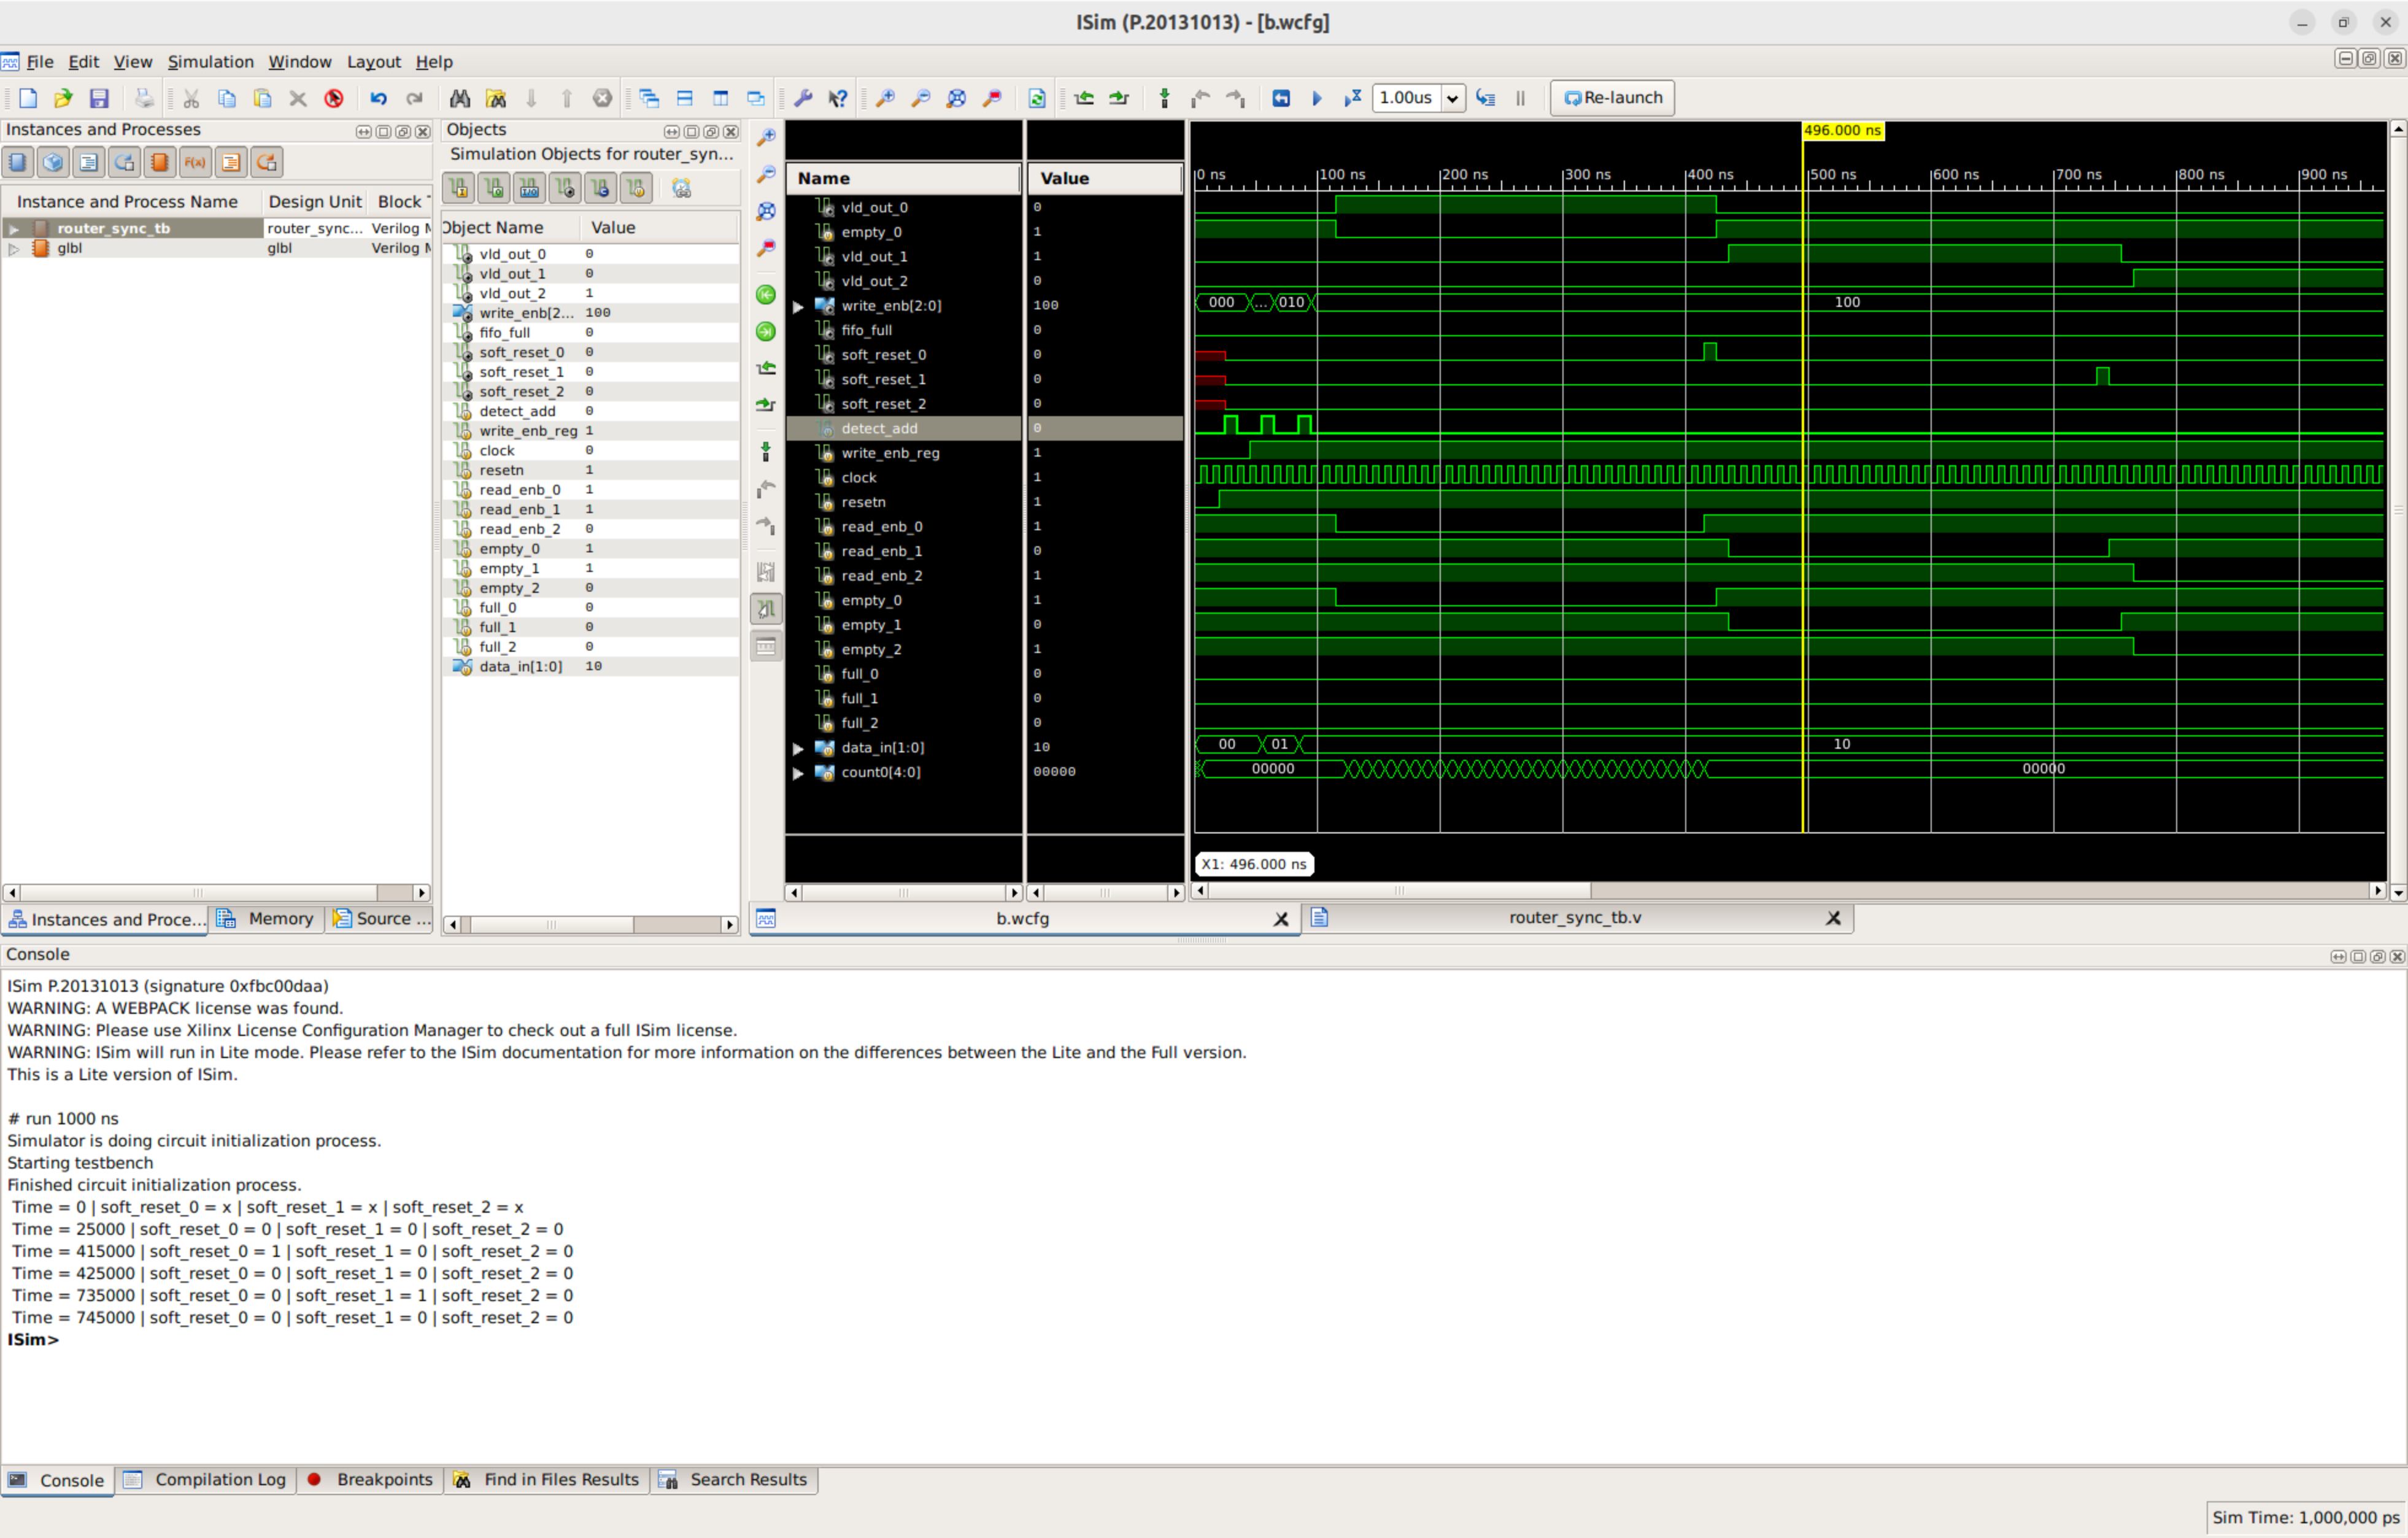 ISim (P.20131013) - [b.wcfg]
File Edit View Simulation Window Layout Help
1.00us Re-launch
Instances and Processes
Instance and Process Name Design Unit Block
router_sync_tb router_sync... Verilog M
glbl glbl Verilog M
Instances and Proce... Memory Source ...
Objects
Simulation Objects for router_syn...
Object Name Value
vld_out_0 0
vld_out_1 0
vld_out_2 1
write_enb[2... 100
fifo_full 0
soft_reset_0 0
soft_reset_1 0
soft_reset_2 0
detect_add 0
write_enb_reg 1
clock 0
resetn 1
read_enb_0 1
read_enb_1 1
read_enb_2 0
empty_0 1
empty_1 1
empty_2 0
full_0 0
full_1 0
full_2 0
data_in[1:0] 10
496.000 ns
Name Value
0 ns 100 ns 200 ns 300 ns 400 ns 500 ns 600 ns 700 ns 800 ns 900 ns
vld_out_0 0
empty_0 1
vld_out_1 1
vld_out_2 0
write_enb[2:0] 100 000 ... 010 100
fifo_full 0
soft_reset_0 0
soft_reset_1 0
soft_reset_2 0
detect_add 0
write_enb_reg 1
clock 1
resetn 1
read_enb_0 1
read_enb_1 0
read_enb_2 1
empty_0 1
empty_1 0
empty_2 1
full_0 0
full_1 0
full_2 0
data_in[1:0] 10 00 01 10
count0[4:0] 00000 00000 00000
X1: 496.000 ns
b.wcfg router_sync_tb.v
Console
ISim P.20131013 (signature 0xfbc00daa)
WARNING: A WEBPACK license was found.
WARNING: Please use Xilinx License Configuration Manager to check out a full ISim license.
WARNING: ISim will run in Lite mode. Please refer to the ISim documentation for more information on the differences between the Lite and the Full version.
This is a Lite version of ISim.
# run 1000 ns
Simulator is doing circuit initialization process.
Starting testbench
Finished circuit initialization process.
Time = 0 | soft_reset_0 = x | soft_reset_1 = x | soft_reset_2 = x
Time = 25000 | soft_reset_0 = 0 | soft_reset_1 = 0 | soft_reset_2 = 0
Time = 415000 | soft_reset_0 = 1 | soft_reset_1 = 0 | soft_reset_2 = 0
Time = 425000 | soft_reset_0 = 0 | soft_reset_1 = 0 | soft_reset_2 = 0
Time = 735000 | soft_reset_0 = 0 | soft_reset_1 = 1 | soft_reset_2 = 0
Time = 745000 | soft_reset_0 = 0 | soft_reset_1 = 0 | soft_reset_2 = 0
ISim>
Console Compilation Log Breakpoints Find in Files Results Search Results
Sim Time: 1,000,000 ps